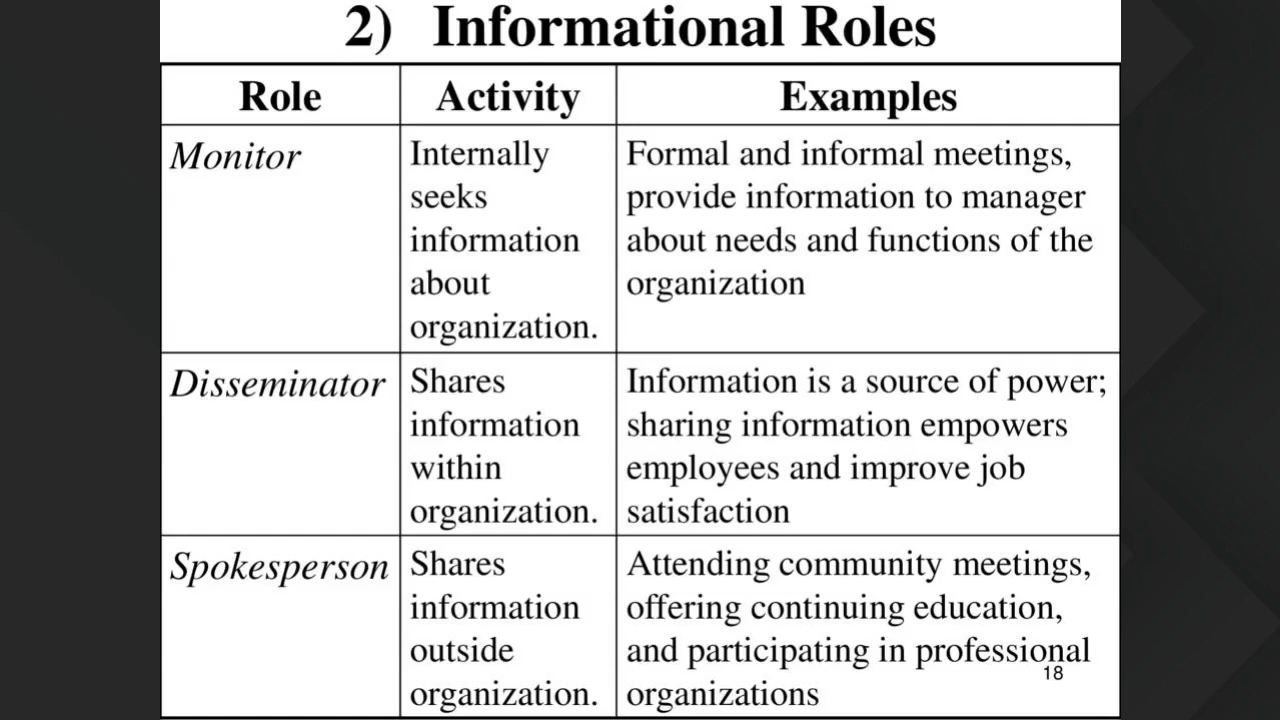 2) Informational Roles
Role Activity Examples
Monitor
Internally
seeks
information
about
organization.
Formal and informal meetings,
provide information to manager
about needs and functions of the
organization
Disseminator
Shares
information
within
organization.
Information is a source of power;
sharing information empowers
employees and improve job
satisfaction
Spokesperson
Shares
information
outside
organization.
Attending community meetings,
offering continuing education,
and participating in professional
organizations
18